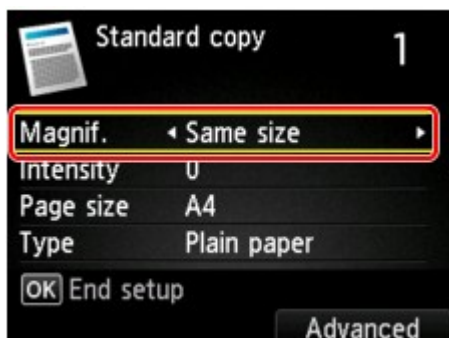 Standard copy 1
Magnif. Same size
Intensity 0
Page size A4
Type Plain paper
OK End setup
Advanced